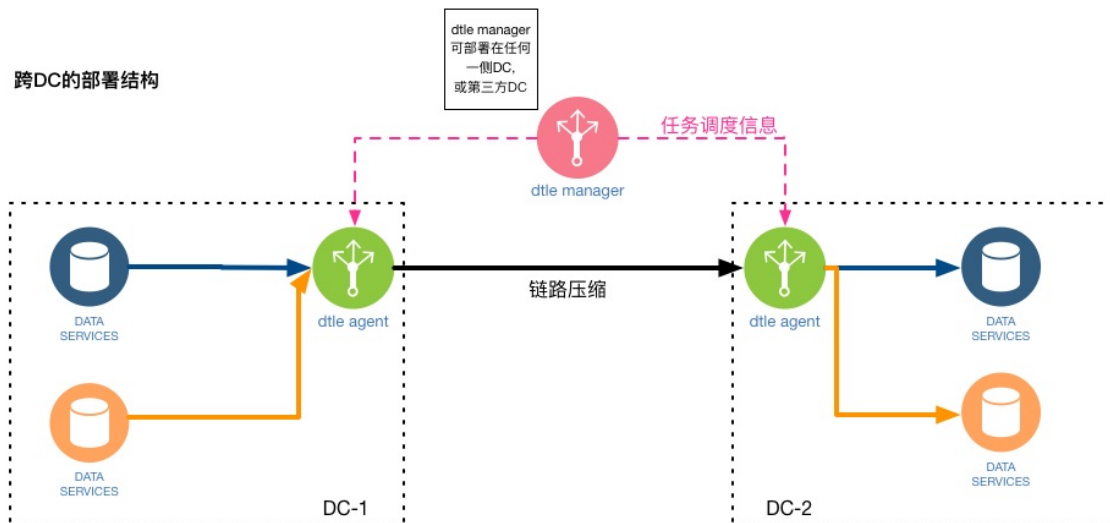 dtle manager
可部署在任何
一侧DC,
或第三方DC
跨DC的部署结构
任务调度信息
dtle manager
DATA
SERVICES
dtle agent
链路压缩
dtle agent
DATA
SERVICES
DATA
SERVICES
DATA
SERVICES
DC-1
DC-2